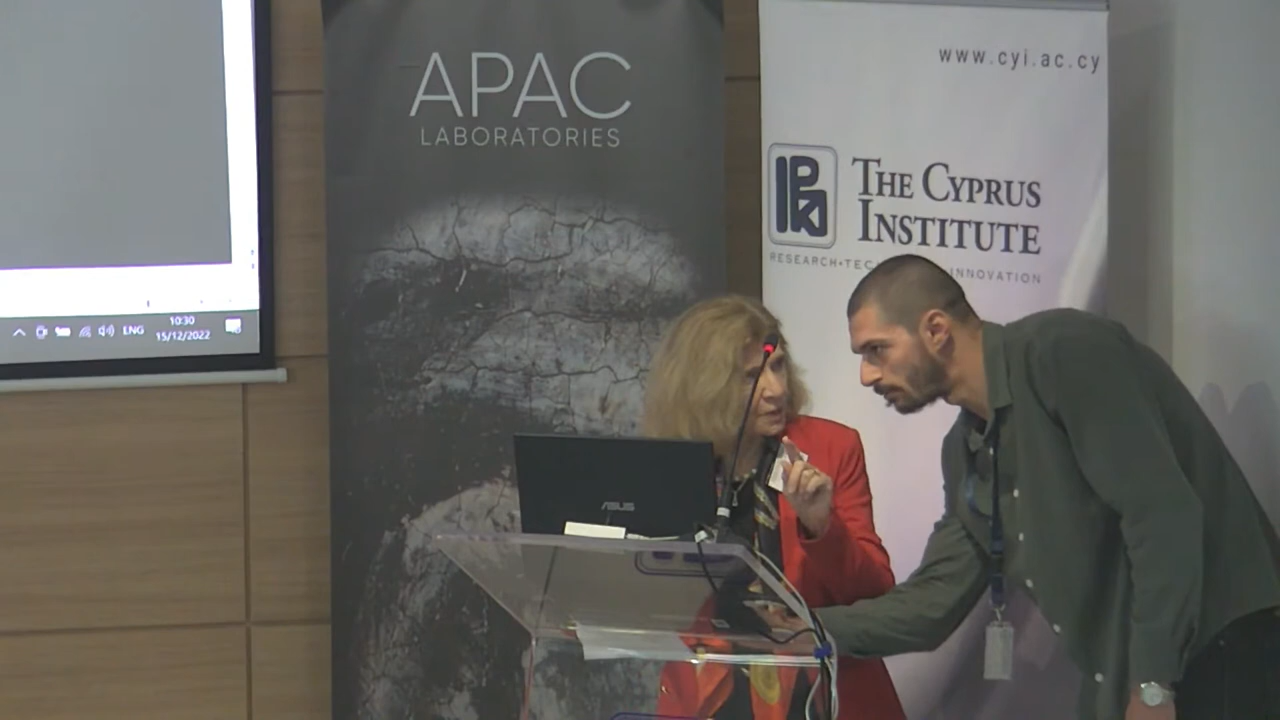 APAC
LABORATORIES
www.cyi.ac.cy
THE CYPRUS
INSTITUTE
RESEARCH•TEC INNOVATION
ENG
10:30
15/12/2022
ASUS